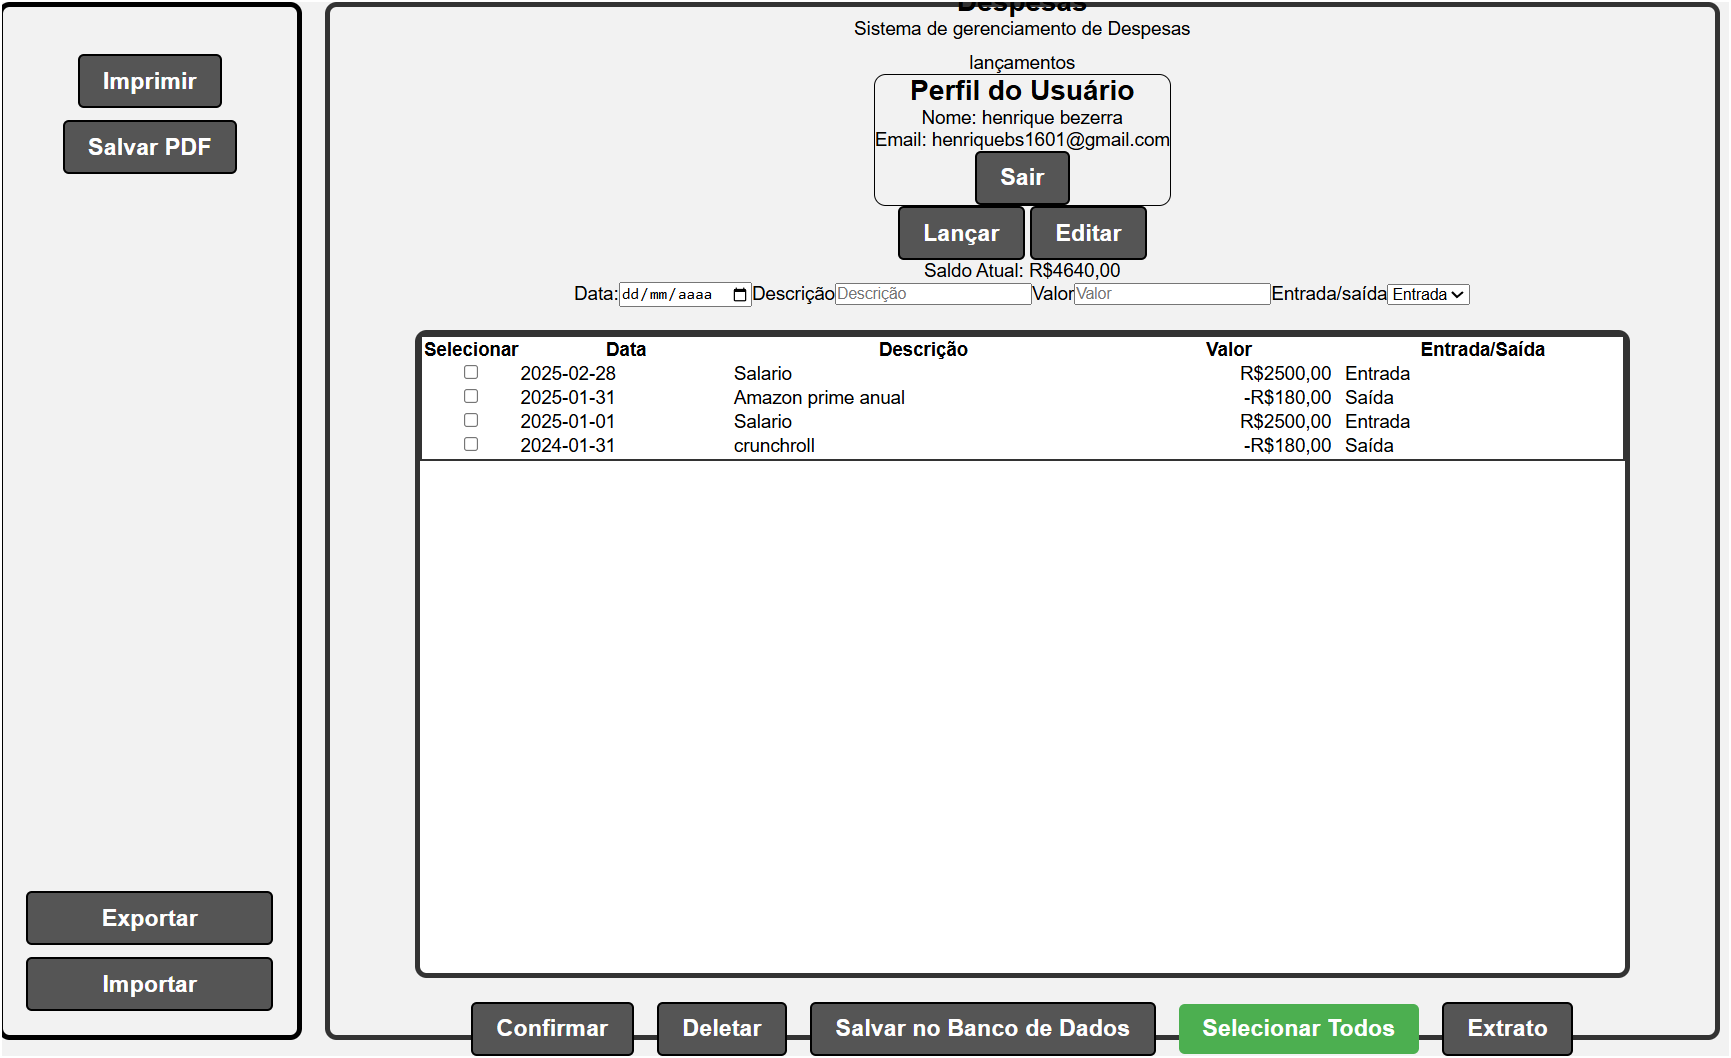 Imprimir
Salvar PDF
Exportar
Importar
Despesas
Sistema de gerenciamento de Despesas
lançamentos
Perfil do Usuário
Nome: henrique bezerra
Email: henriquebs1601@gmail.com
Sair
Lançar Editar
Saldo Atual: R$4640,00
Data: dd/mm/aaaa Descrição Descrição Valor Valor Entrada/saída Entrada
Selecionar Data Descrição Valor Entrada/Saída
2025-02-28 Salario R$2500,00 Entrada
2025-01-31 Amazon prime anual -R$180,00 Saída
2025-01-01 Salario R$2500,00 Entrada
2024-01-31 crunchroll -R$180,00 Saída
Confirmar Deletar Salvar no Banco de Dados Selecionar Todos Extrato